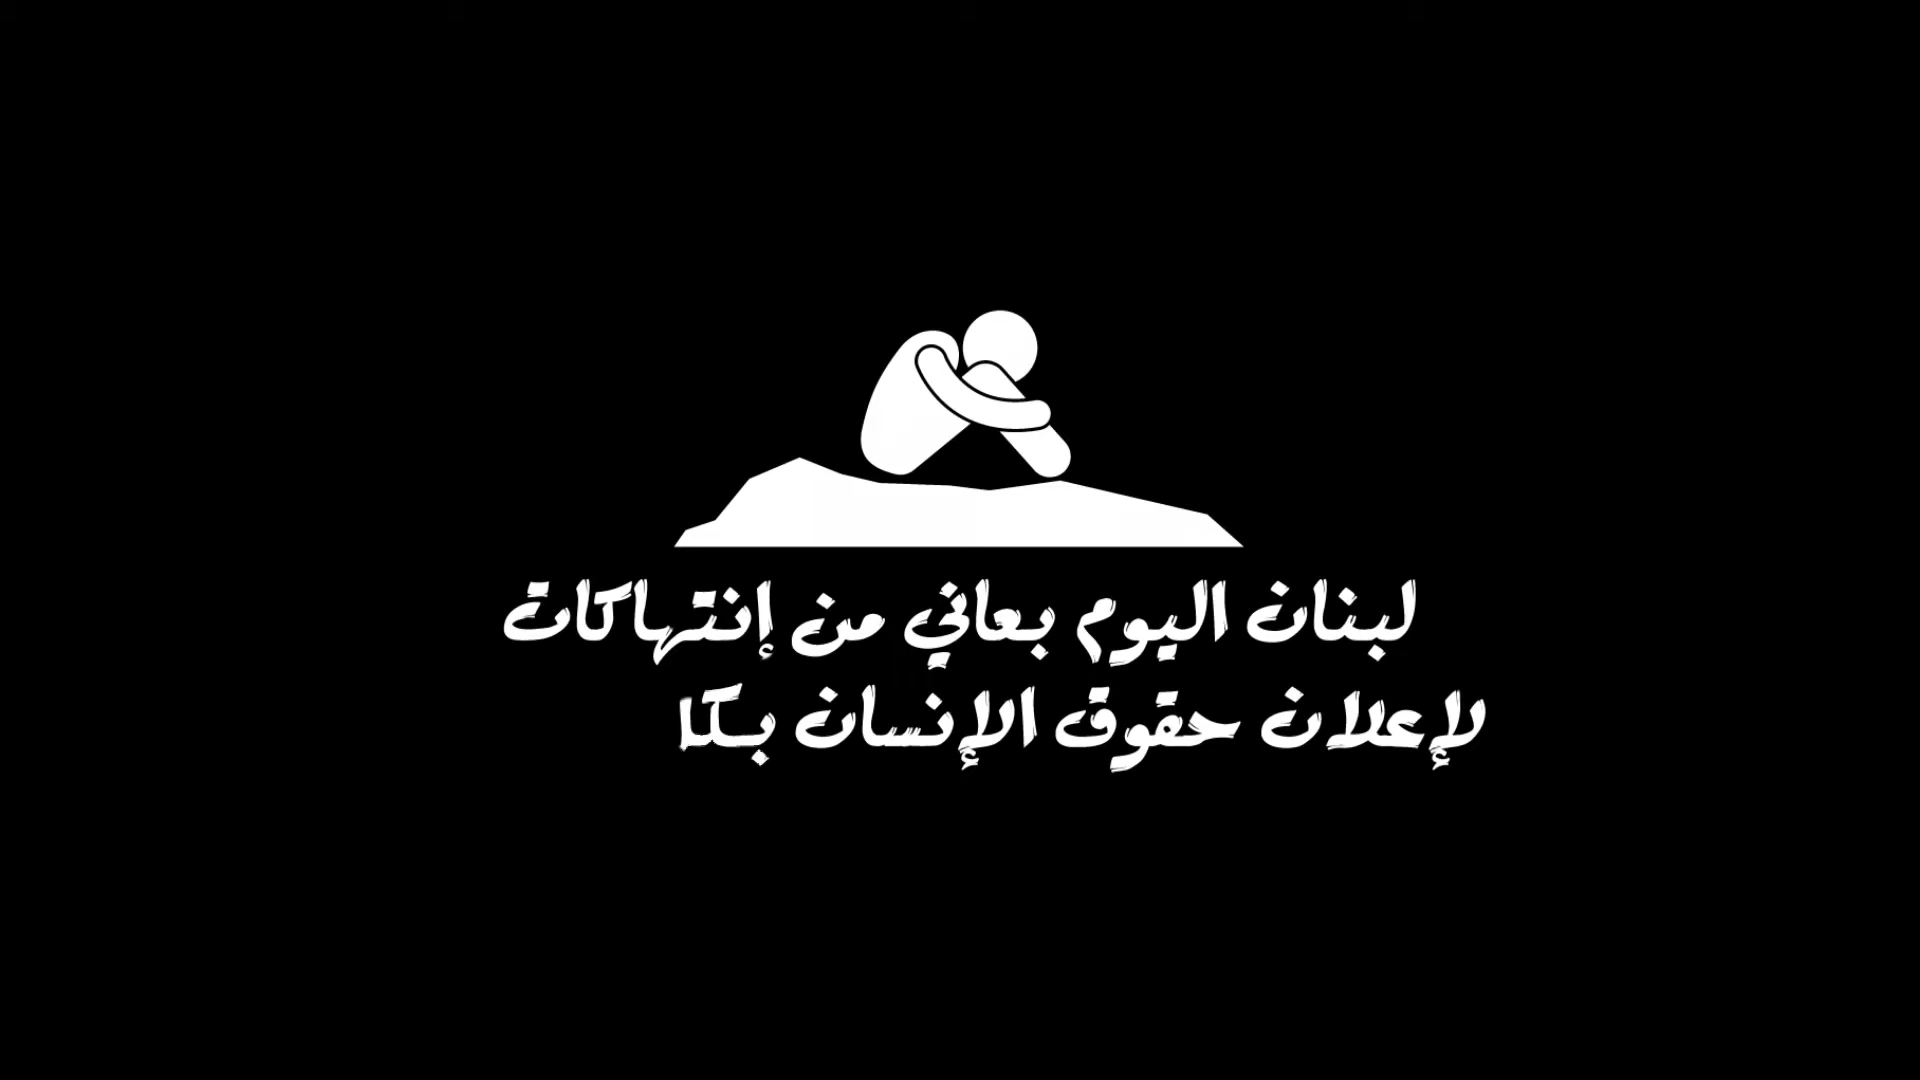 لبنان اليوم بعاني من إنتهاكات
لإعلان حقوق الإنسان بكلا